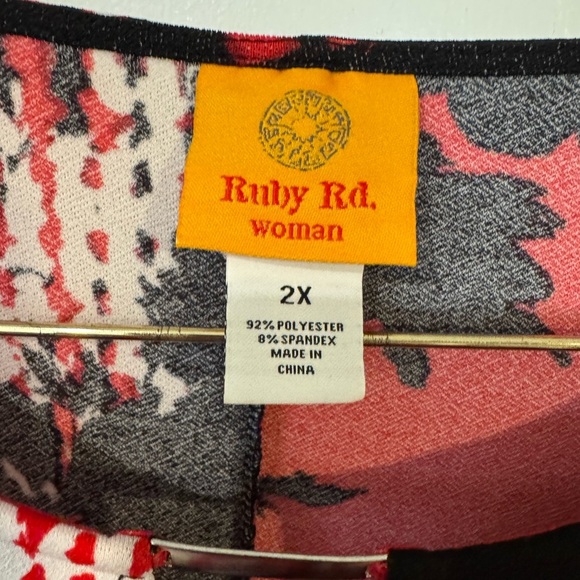 Ruby Rd.
woman
2X
92% POLYESTER
8% SPANDEX
MADE IN
CHINA